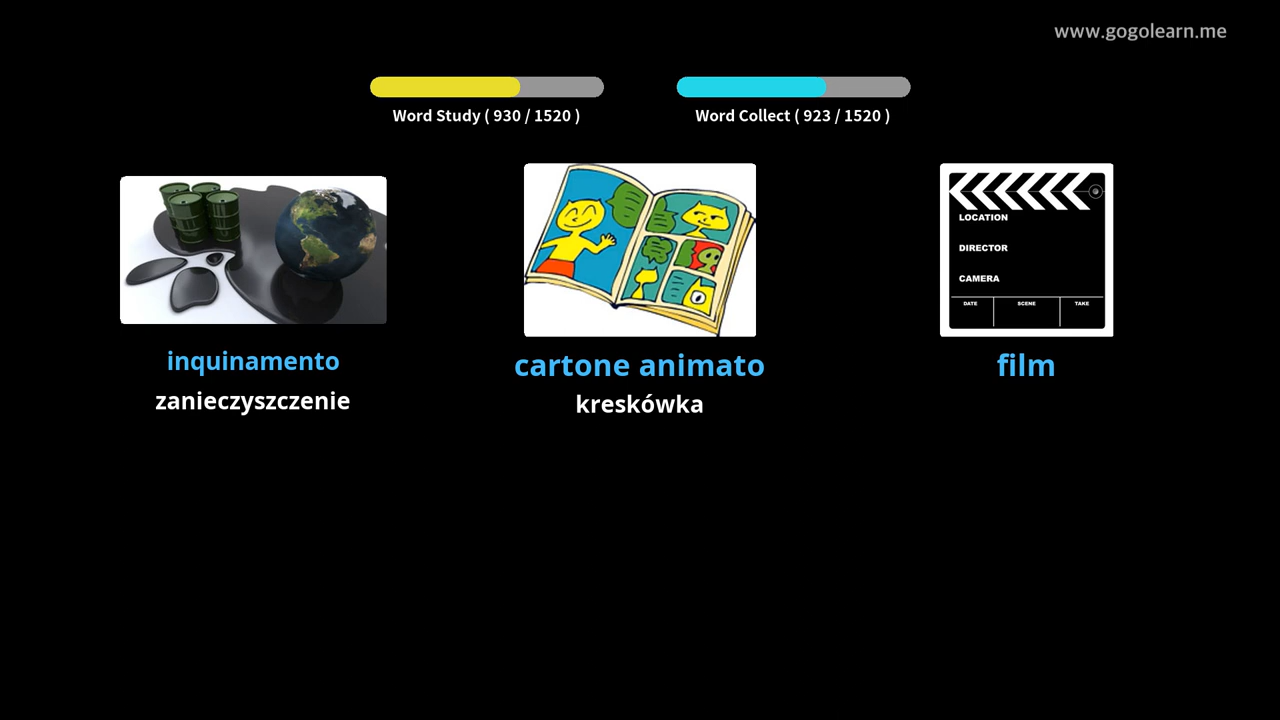 www.gogolearn.me
Word Study ( 930 / 1520 )
Word Collect ( 923 / 1520 )
LOCATION
DIRECTOR
CAMERA
DATE
SCENE
TAKE
inquinamento
cartone animato
film
zanieczyszczenie
kreskówka